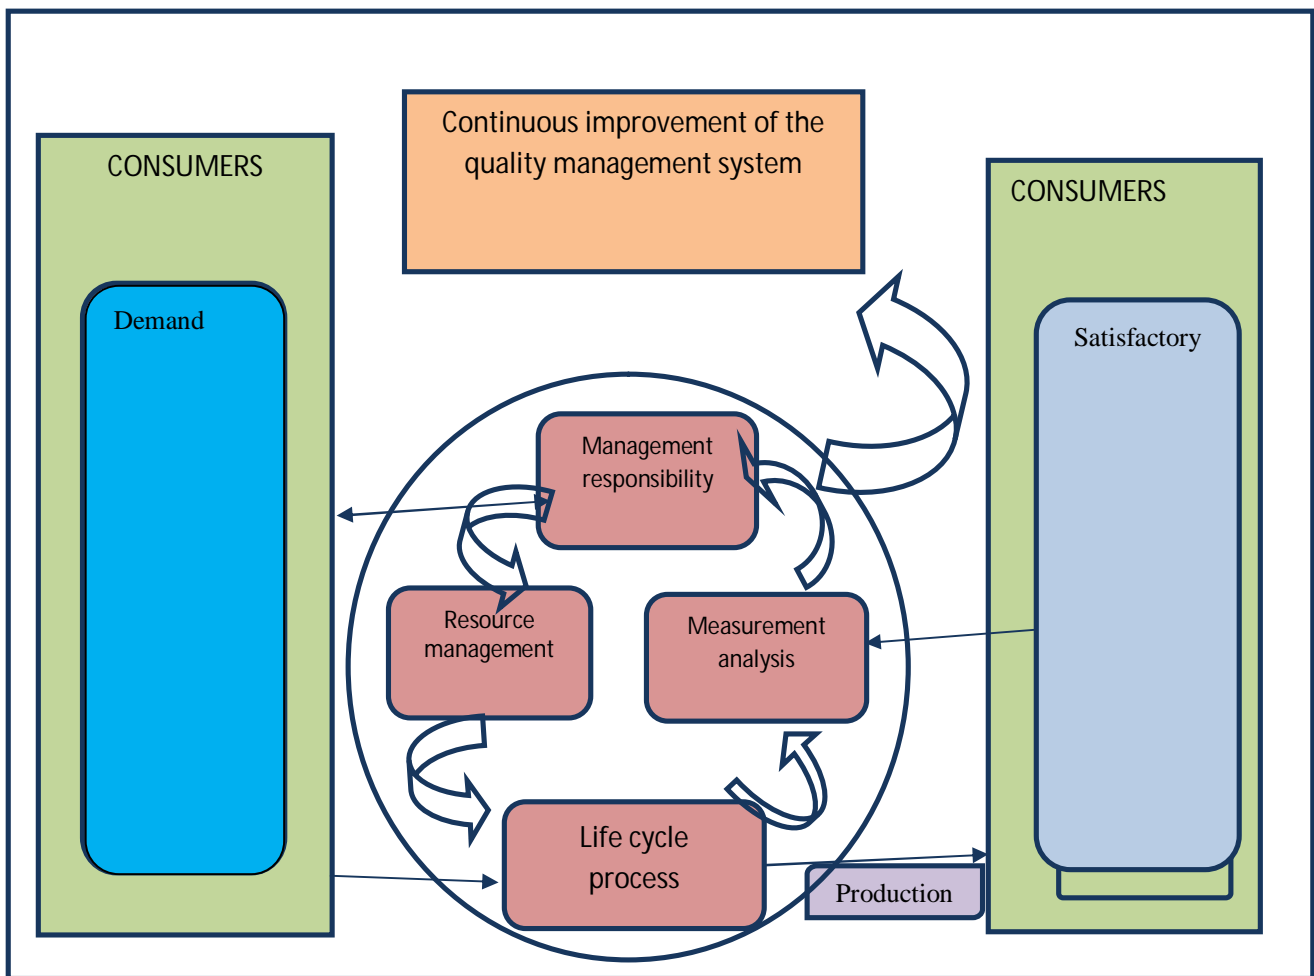 Continuous improvement of the
quality management system
CONSUMERS
CONSUMERS
Demand
Satisfactory
Management
responsibility
Resource
management
Measurement
analysis
Life cycle
process
Production